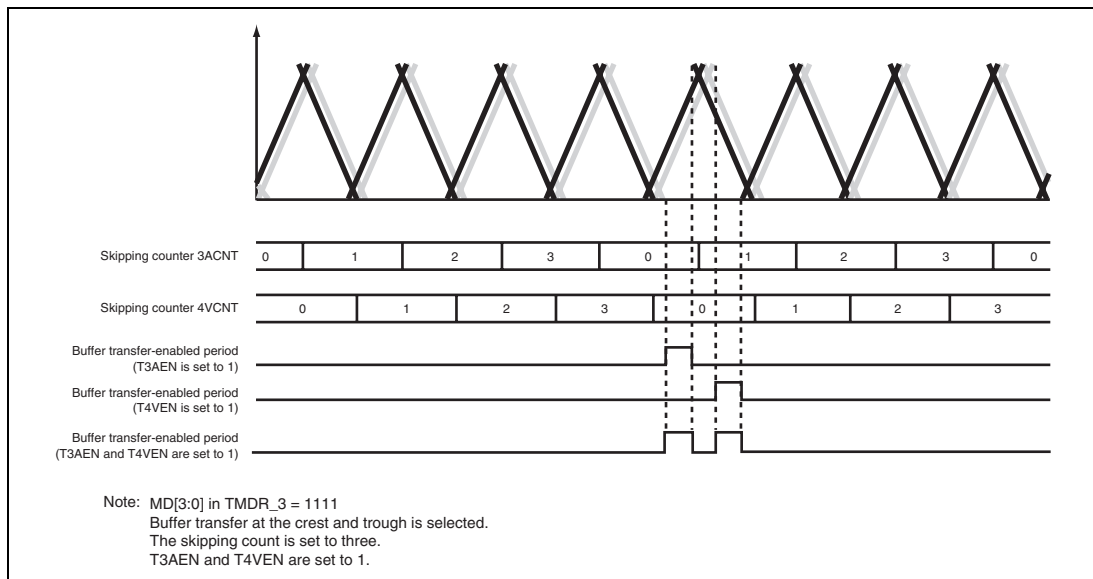 Skipping counter 3ACNT 0 1 2 3 0 1 2 3 0
Skipping counter 4VCNT 0 1 2 3 0 1 2 3
Buffer transfer-enabled period
(T3AEN is set to 1)
Buffer transfer-enabled period
(T4VEN is set to 1)
Buffer transfer-enabled period
(T3AEN and T4VEN are set to 1)
Note: MD[3:0] in TMDR_3 = 1111
Buffer transfer at the crest and trough is selected.
The skipping count is set to three.
T3AEN and T4VEN are set to 1.